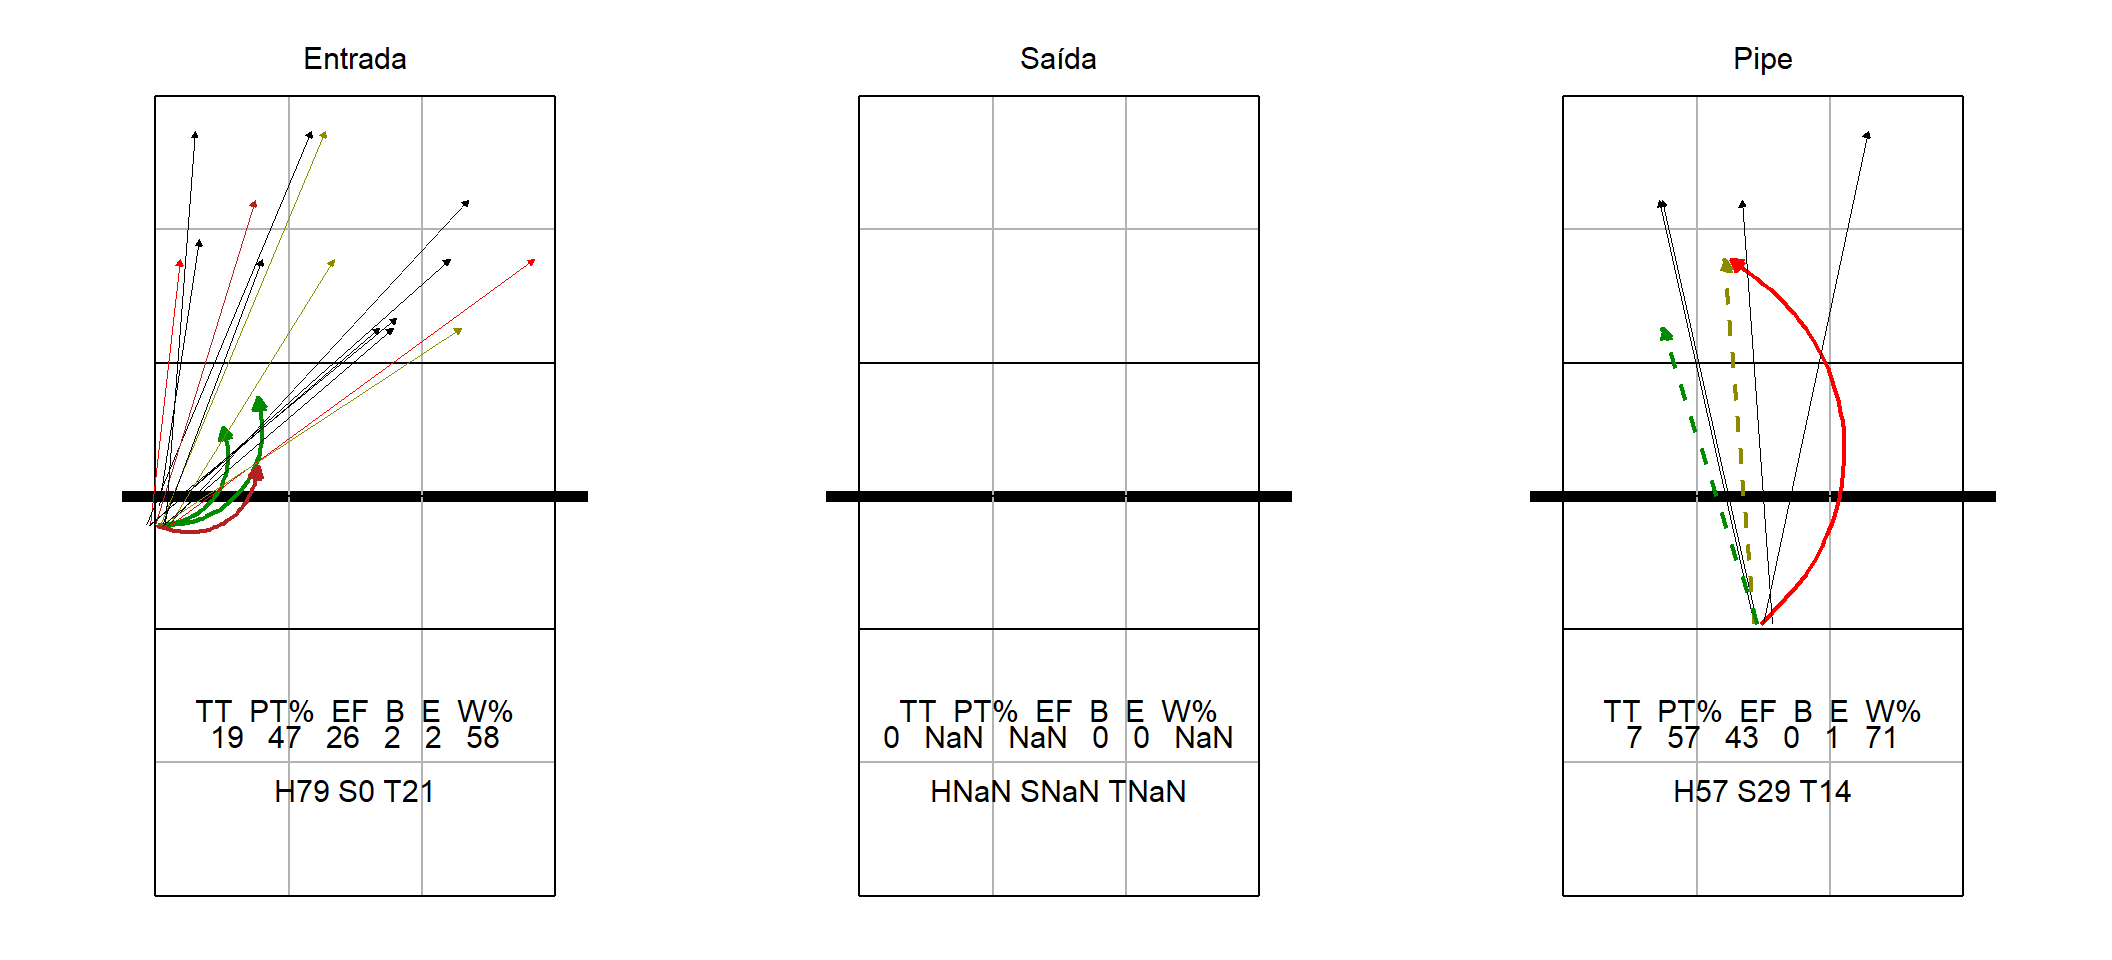 Entrada
TT PT% EF B E W%
19 47 26 2 2 58
H79 S0 T21
Saída
TT PT% EF B E W%
0 NaN NaN 0 0 NaN
HNaN SNaN TNaN
Pipe
TT PT% EF B E W%
7 57 43 0 1 71
H57 S29 T14